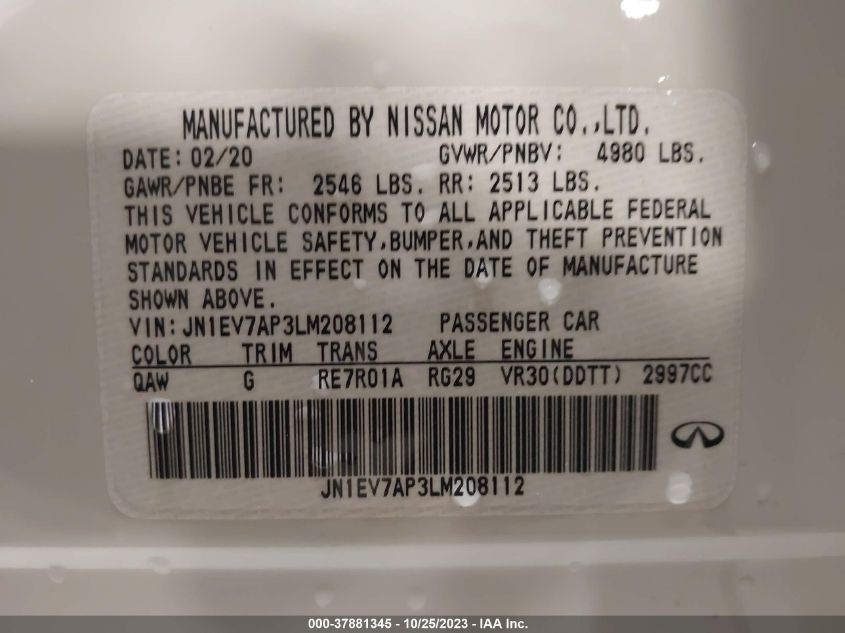 MANUFACTURED BY NISSAN MOTOR CO.,LTD.
DATE: 02/20 GVWR/PNBV: 4980 LBS.
GAWR/PNBE FR: 2546 LBS. RR: 2513 LBS.
THIS VEHICLE CONFORMS TO ALL APPLICABLE FEDERAL
MOTOR VEHICLE SAFETY,BUMPER,AND THEFT PREVENTION
STANDARDS IN EFFECT ON THE DATE OF MANUFACTURE
SHOWN ABOVE.
VIN:JN1EV7AP3LM208112 PASSENGER CAR
COLOR TRIM TRANS AXLE ENGINE
QAW G RE7R01A RG29 VR30(DDTT) 2997CC
JN1EV7AP3LM208112
000-37881345 - 10/25/2023 - IAA Inc.